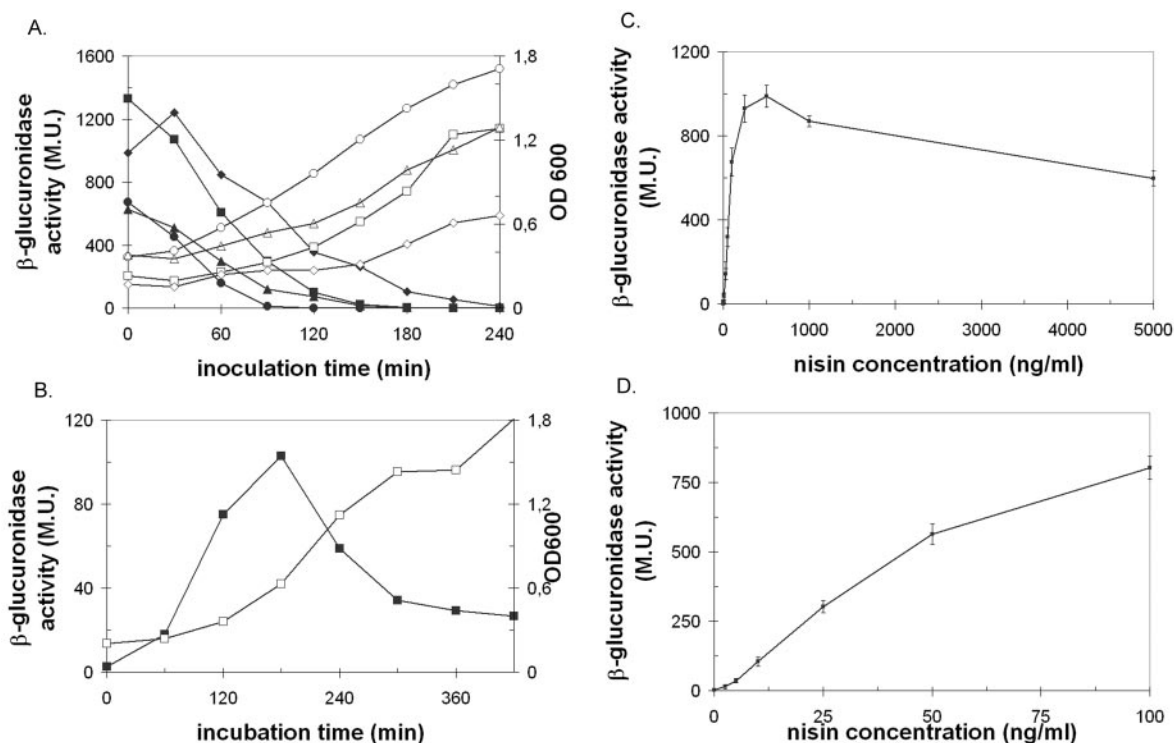 A.
1600
1200
800
400
0
β-glucuronidase
activity (M.U.)
1,8
1,2
0,6
0
OD 600
0
60
120
180
240
inoculation time (min)
B.
120
80
40
0
β-glucuronidase
activity (M.U.)
1,8
1,2
0,6
0
OD600
0
120
240
360
incubation time (min)
C.
1200
800
400
0
β-glucuronidase activity
(M.U.)
0
1000
2000
3000
4000
5000
nisin concentration (ng/ml)
D.
1000
750
500
250
0
β-glucuronidase activity
(M.U.)
0
25
50
75
100
nisin concentration (ng/ml)